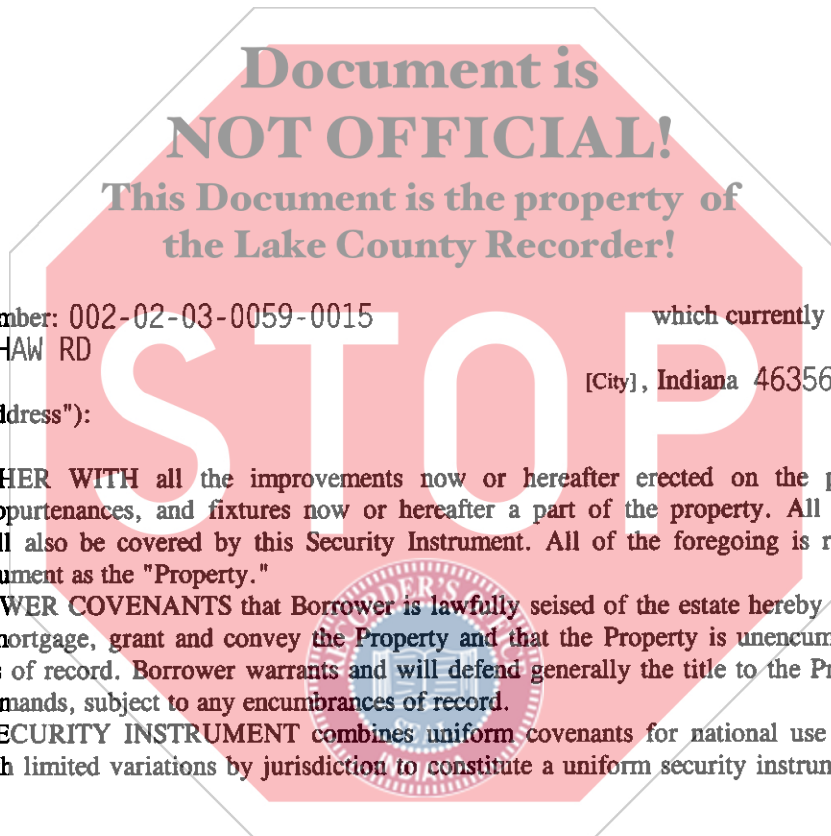 Document is
NOT OFFICIAL!
This Document is the property of
the Lake County Recorder!
mber: 002-02-03-0059-0015 which currently
HAW RD
[City], Indiana 46356
ddress"):
STOP
HER WITH all the improvements now or hereafter erected on the p
ppurtenances, and fixtures now or hereafter a part of the property. All
ll also be covered by this Security Instrument. All of the foregoing is r
ument as the "Property."
WER COVENANTS that Borrower is lawfully seised of the estate hereby
mortgage, grant and convey the Property and that the Property is unencum
s of record. Borrower warrants and will defend generally the title to the Pr
mands, subject to any encumbrances of record.
ECURITY INSTRUMENT combines uniform covenants for national use
h limited variations by jurisdiction to constitute a uniform security instrun
RECORDER'S
SEAL